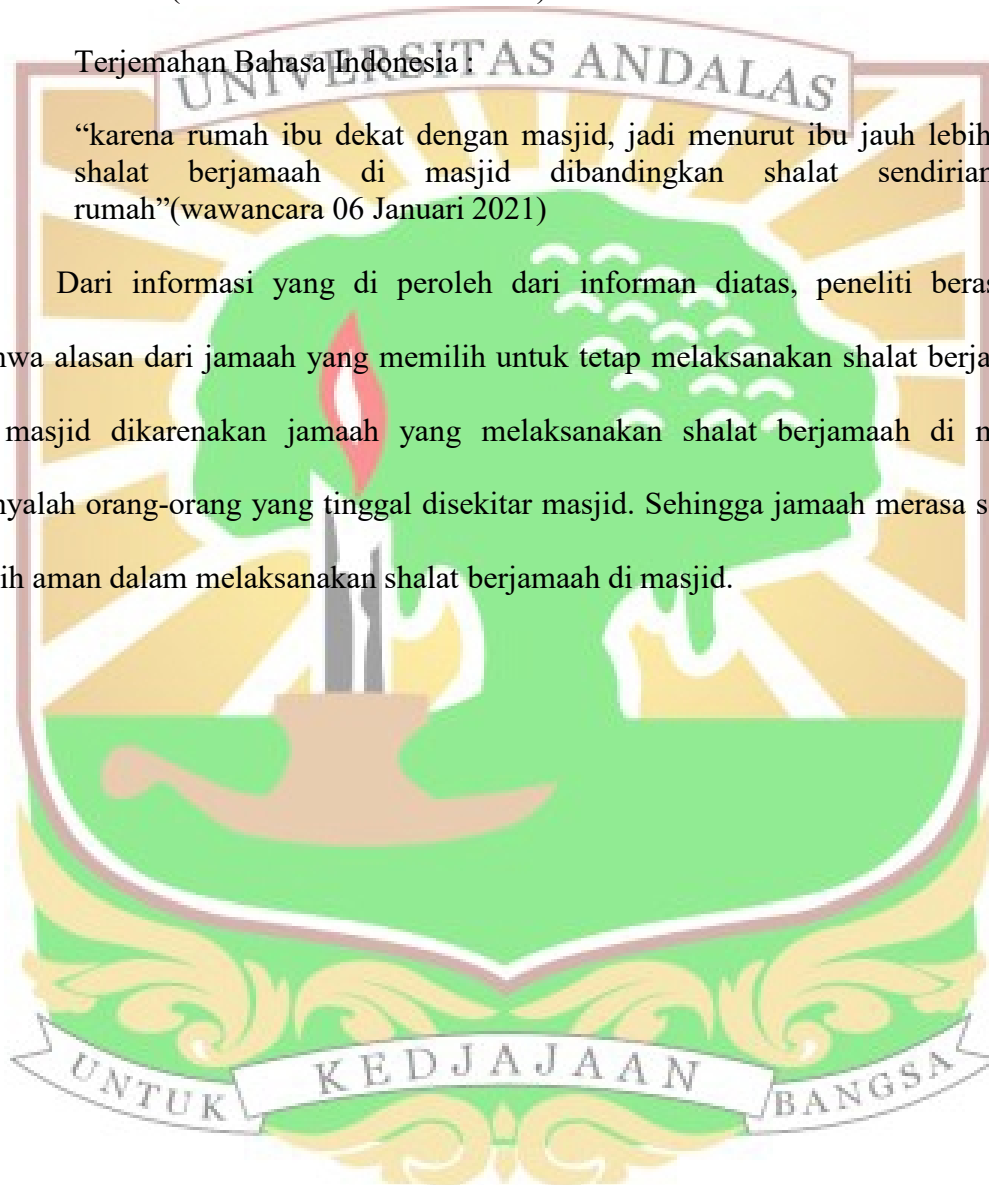 Terjemahan Bahasa Indonesia :
UNIVERSITAS ANDALAS
“karena rumah ibu dekat dengan masjid, jadi menurut ibu jauh lebih
shalat berjamaah di masjid dibandingkan shalat sendirian
rumah”(wawancara 06 Januari 2021)
Dari informasi yang di peroleh dari informan diatas, peneliti
alasan dari jamaah yang memilih untuk tetap melaksanakan shalat
masjid dikarenakan jamaah yang melaksanakan shalat berjamaah di
orang-orang yang tinggal disekitar masjid. Sehingga jamaah merasa
aman dalam melaksanakan shalat berjamaah di masjid.
UNTUK KEDJAJAAN BANGSA